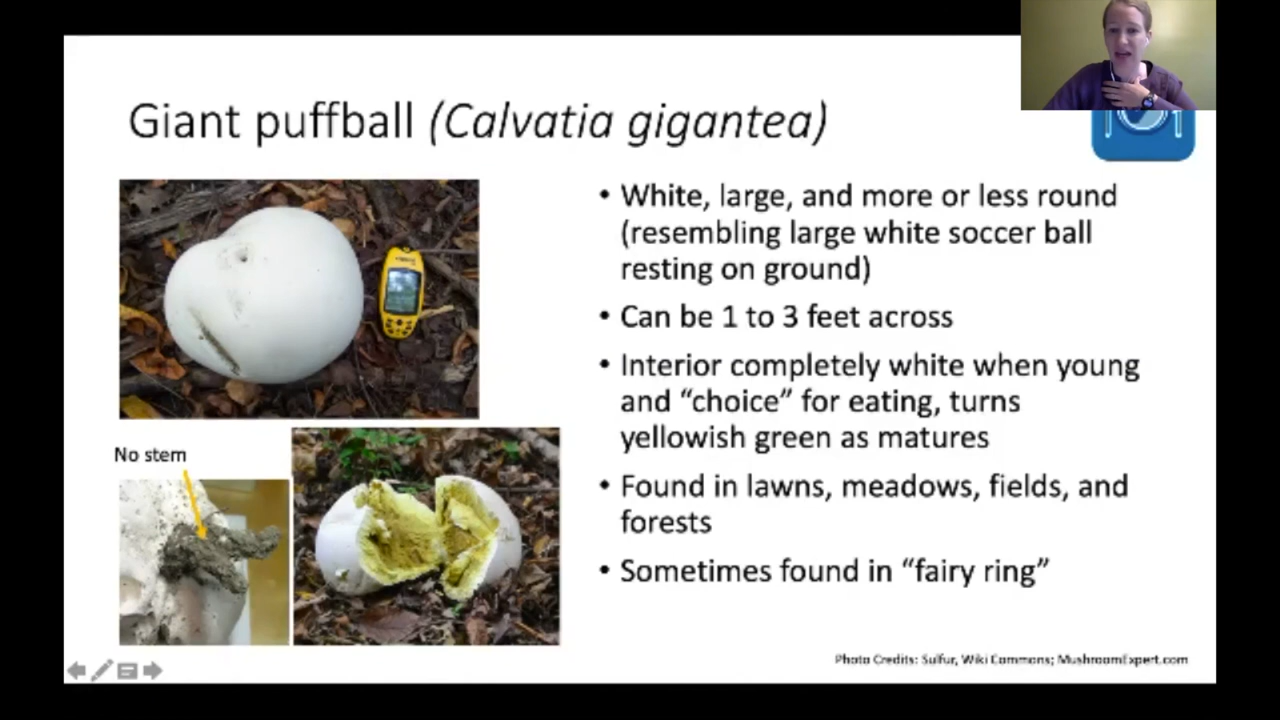 Giant puffball (Calvatia gigantea)
• White, large, and more or less round
(resembling large white soccer ball
resting on ground)
• Can be 1 to 3 feet across
• Interior completely white when young
and “choice” for eating, turns
yellowish green as matures
• Found in lawns, meadows, fields, and
forests
• Sometimes found in “fairy ring”
No stem
Photo Credits: Sulfur, Wiki Commons; MushroomExpert.com